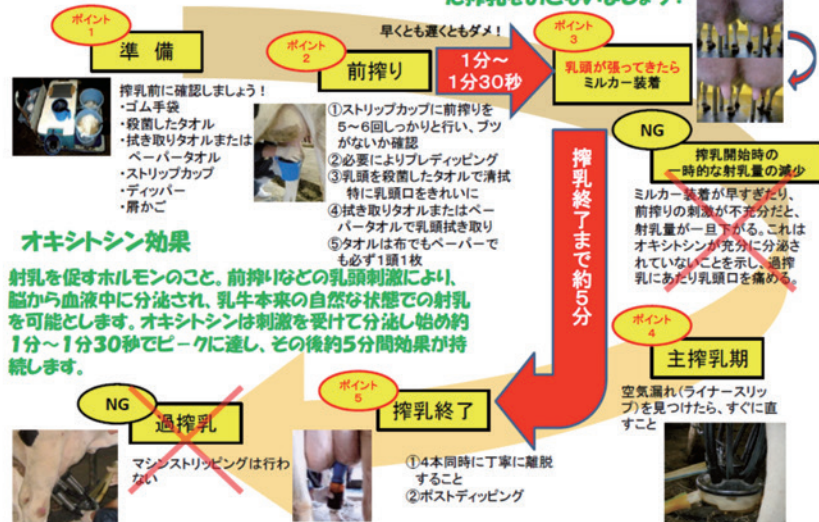 に搾乳をおこないましょう！
ポイント
1
準 備
搾乳前に確認しましょう！
・ゴム手袋
・殺菌したタオル
・拭き取りタオルまたは
ペーパータオル
・ストリップカップ
・ディッパー
・屑かご
早くとも遅くともダメ！
ポイント
2
前搾り
①ストリップカップに前搾りを
5～6回しっかりと行い、ブツ
がないか確認
②必要によりプレディッピング
③乳頭を殺菌したタオルで清拭
特に乳頭口をきれいに
④拭き取りタオルまたはペー
パータオルで乳頭拭き取り
⑤タオルは布でもペーパーで
も必ず1頭1枚
1分～
1分30秒
ポイント
3
乳頭が張ってきたら
ミルカー装着
NG
搾乳開始時の
一時的な射乳量の減少
ミルカー装着が早すぎたり、
前搾りの刺激が不充分だと、
射乳量が一旦下がる。これは
オキシトシンが充分に分泌さ
れていないことを示し、過搾
乳にあたり乳頭口を痛める。
搾乳終了まで約5分
オキシトシン効果
射乳を促すホルモンのこと。前搾りなどの乳頭刺激により、
脳から血液中に分泌され、乳牛本来の自然な状態での射乳
を可能とします。オキシトシンは刺激を受けて分泌し始め約
1分～1分30秒でピークに達し、その後約5分間効果が持
続します。
ポイント
4
主搾乳期
空気漏れ（ライナースリッ
プ）を見つけたら、すぐに直
すこと
ポイント
5
搾乳終了
①4本同時に丁寧に離脱
すること
②ポストディッピング
NG
過搾乳
マシンストリッピングは行わ
ない